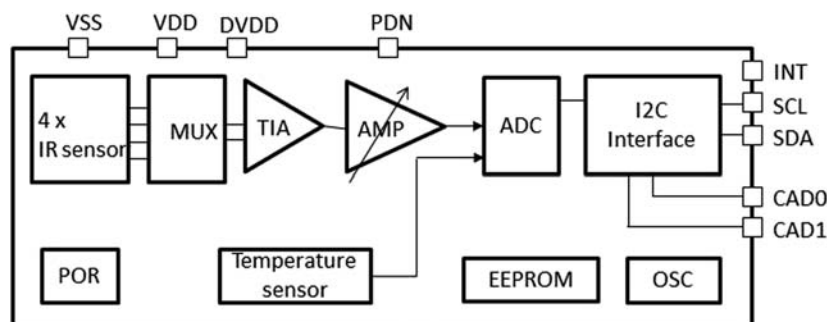 VSS VDD DVDD PDN
INT
4 x
IR sensor
MUX
TIA
AMP
ADC
I2C
Interface
SCL
SDA
CAD0
CAD1
POR
Temperature
sensor
EEPROM
OSC